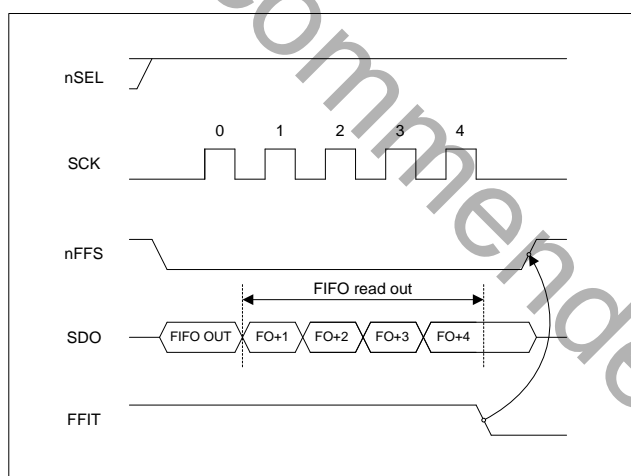 nSEL
0 1 2 3 4
SCK
nFFS
FIFO read out
SDO FIFO OUT FO+1 FO+2 FO+3 FO+4
FFIT
ommende